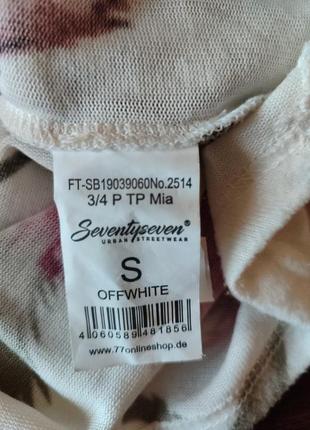 FT-SB19039060No.2514
3/4 P TP Mia
Seventyseven
URBAN STREETWEAR
S
OFFWHITE
4 060589 481856
www.77onlineshop.de